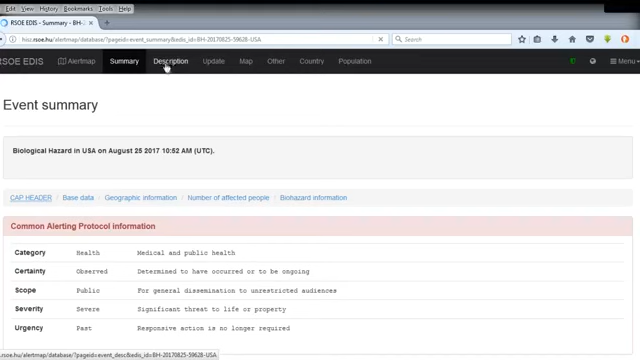 Edit View History Bookmarks Tools Help
RSOE EDIS - Summary - BH-2
hisz.rsoe.hu/alertmap/database/?pageid=event_summary&edis_id=BH-20170825-59628-USA
Search
RSOE EDIS Alertmap Summary Description Update Map Other Country Population Menu
Event summary
Biological Hazard in USA on August 25 2017 10:52 AM (UTC).
CAP HEADER Base data Geographic information Number of affected people Biohazard information
Common Alerting Protocol information
Category Health Medical and public health
Certainty Observed Determined to have occurred or to be ongoing
Scope Public For general dissemination to unrestricted audiences
Severity Severe Significant threat to life or property
Urgency Past Responsive action is no longer required
z.rsoe.hu/alertmap/database/?pageid=event_desc&edis_id=BH-20170825-59628-USA